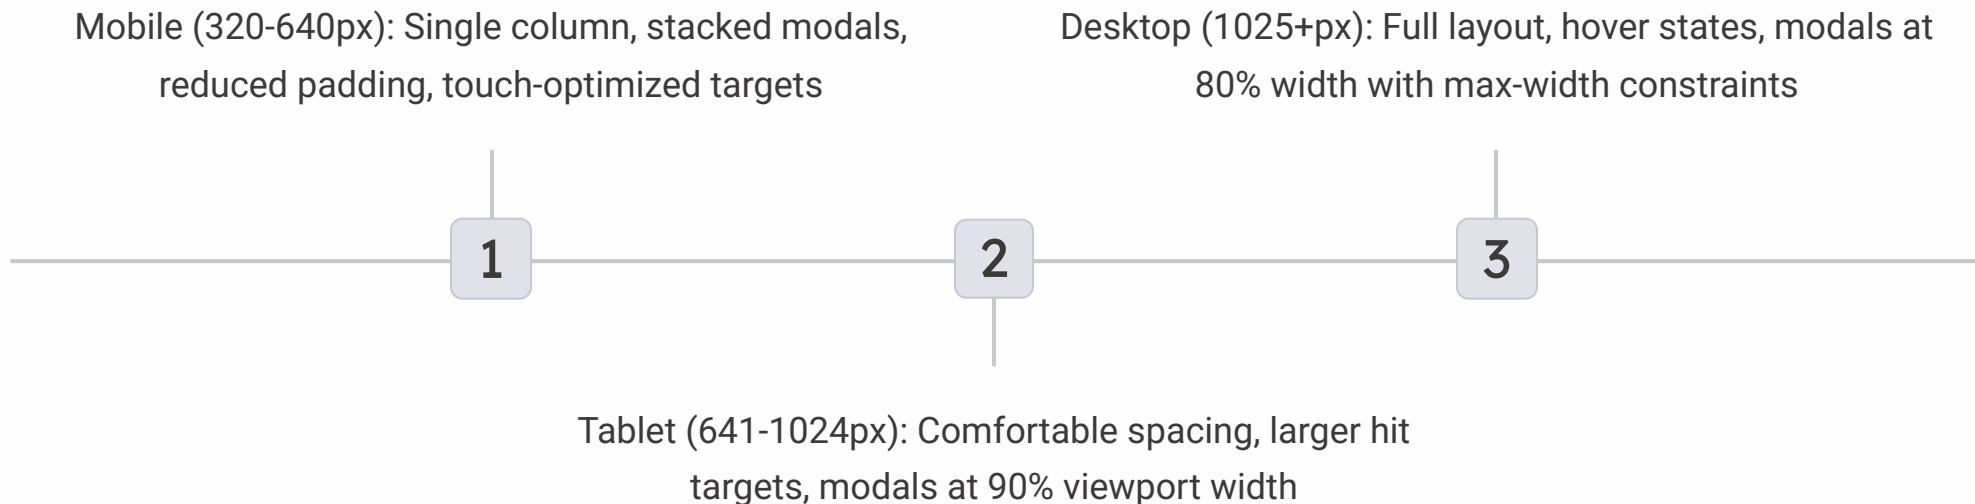 Mobile (320-640px): Single column, stacked modals,
reduced padding, touch-optimized targets
Desktop (1025+px): Full layout, hover states, modals at
80% width with max-width constraints
1
2
3
Tablet (641-1024px): Comfortable spacing, larger hit
targets, modals at 90% viewport width